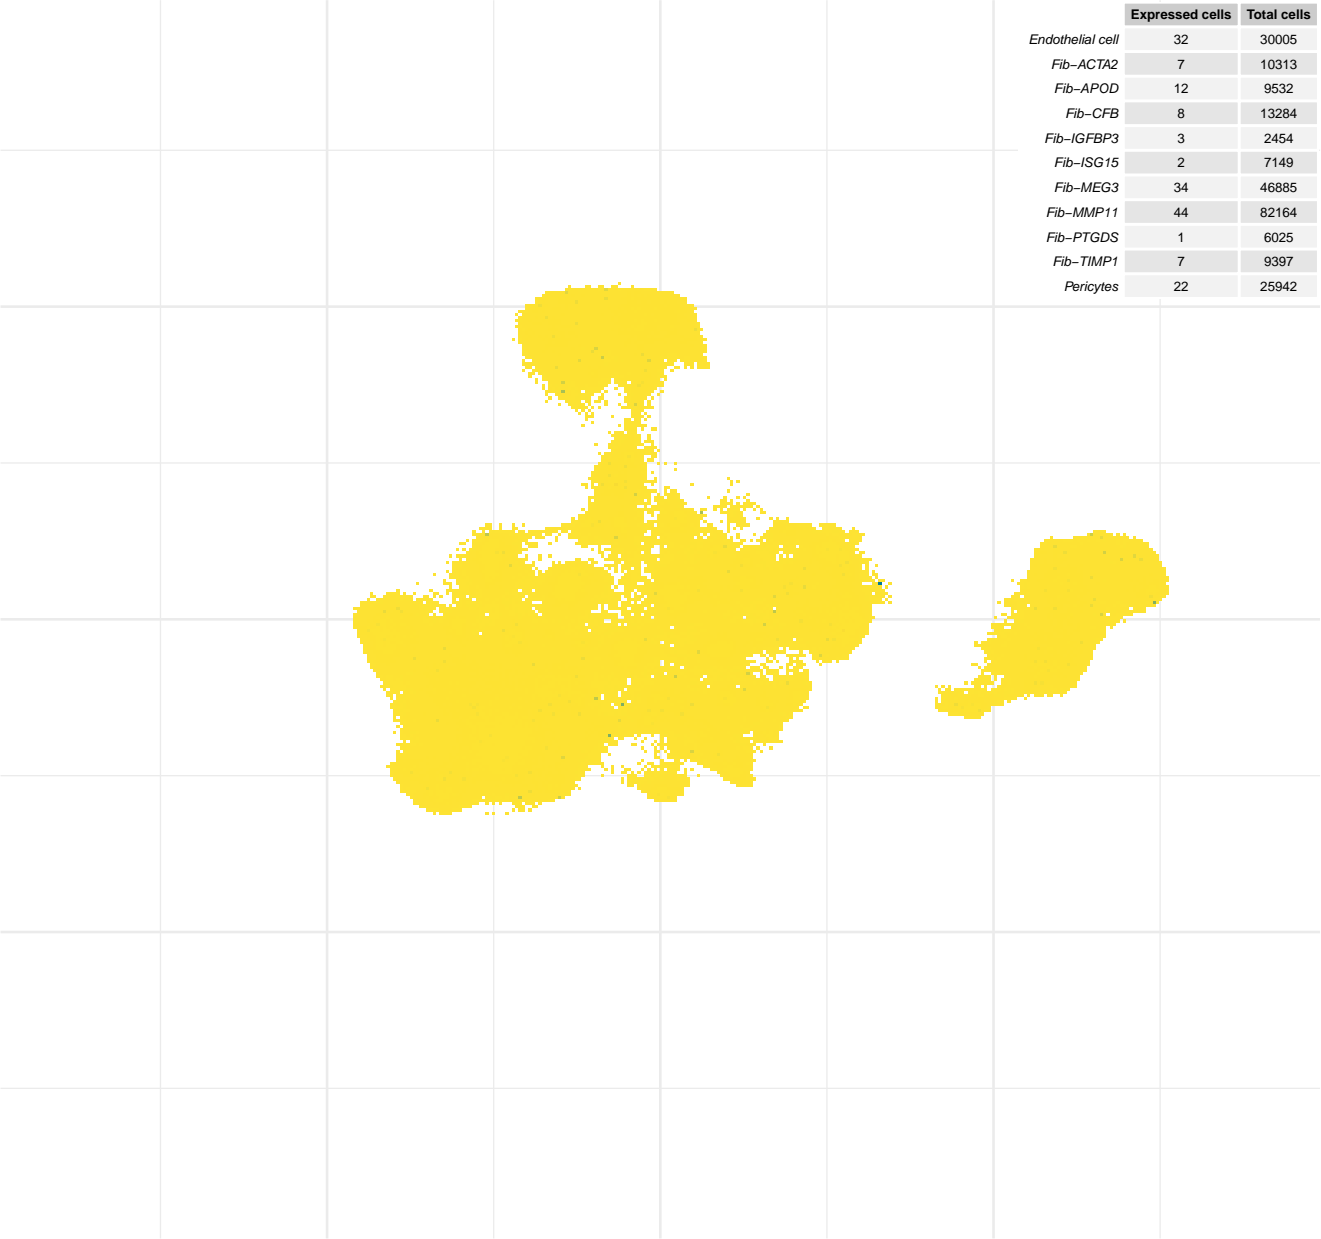 Expressed cells Total cells
Endothelial cell 32 30005
Fib−ACTA2 7 10313
Fib−APOD 12 9532
Fib−CFB 8 13284
Fib−IGFBP3 3 2454
Fib−ISG15 2 7149
Fib−MEG3 34 46885
Fib−MMP11 44 82164
Fib−PTGDS 1 6025
Fib−TIMP1 7 9397
Pericytes 22 25942